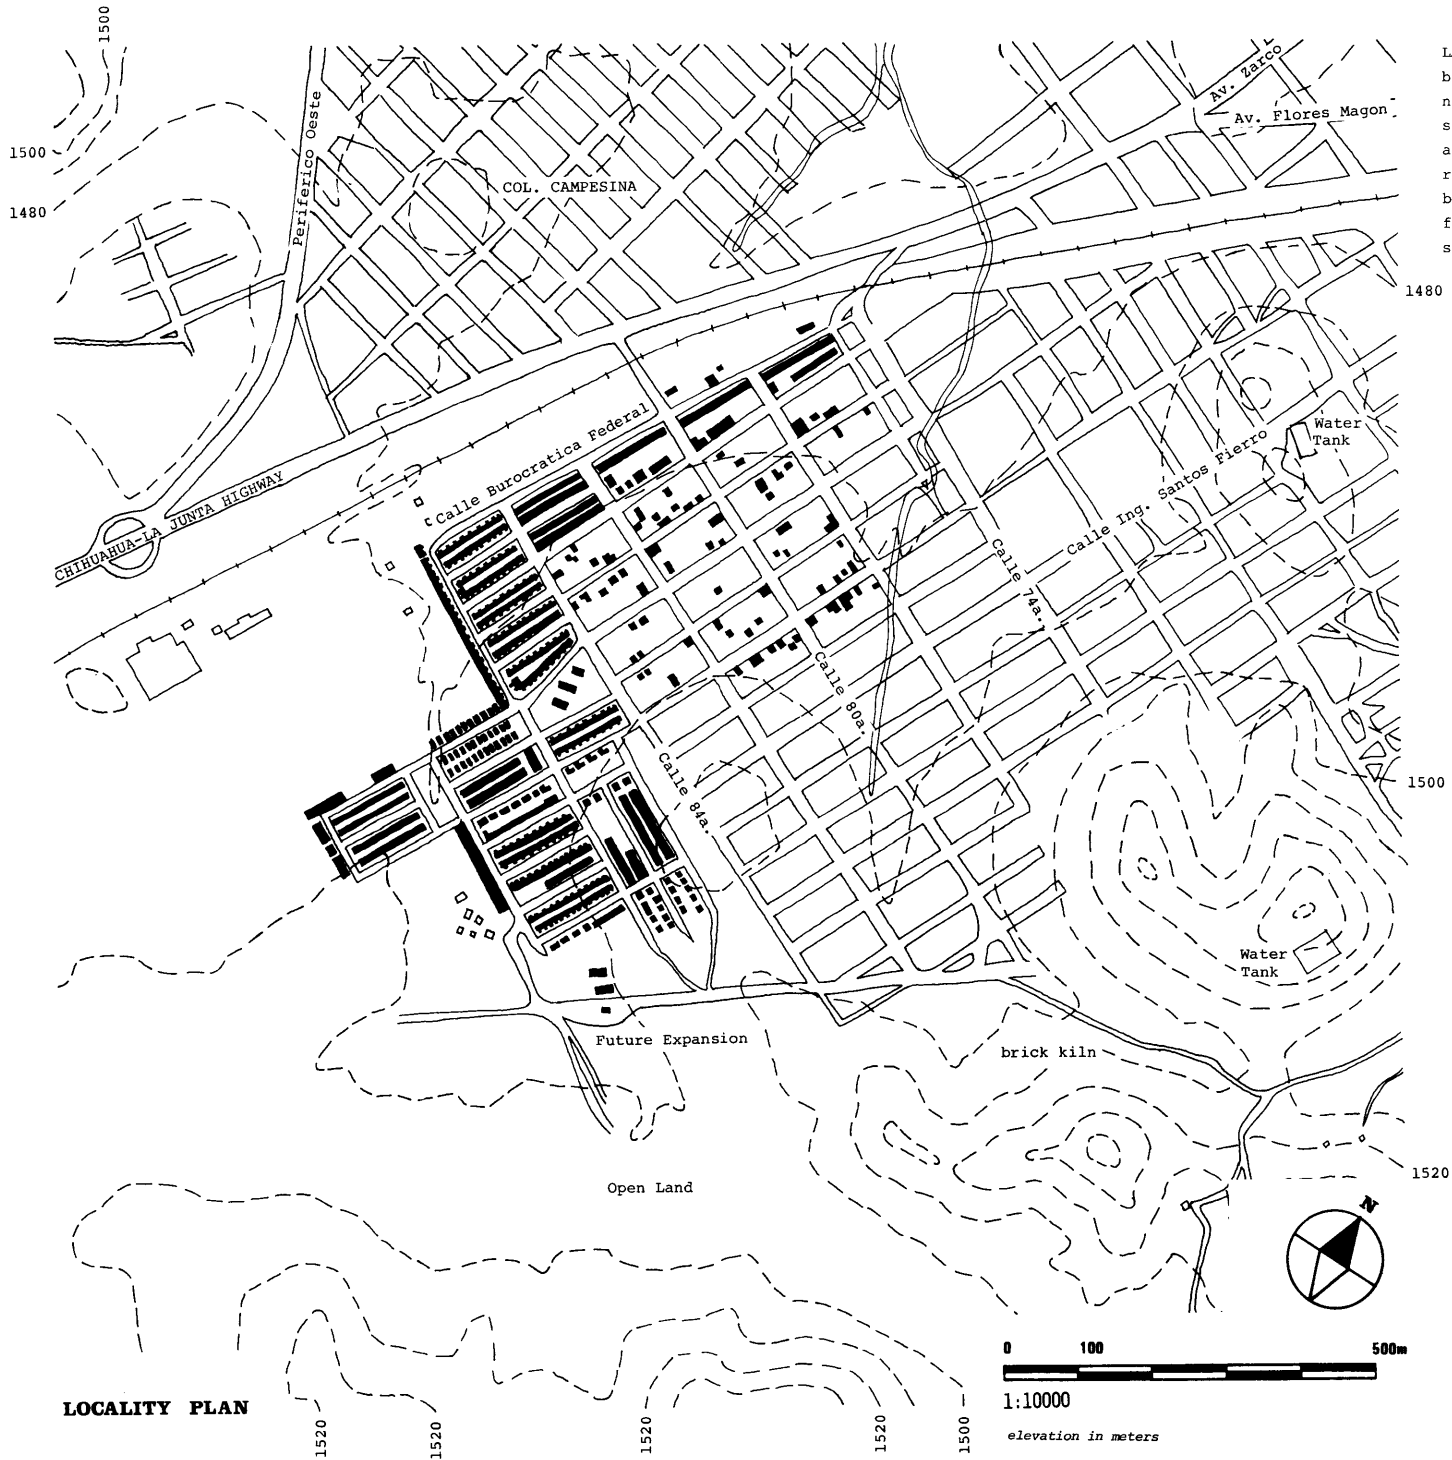 1500
L
b
n
s
a
r
b
f
s
Av. Zarco
Av. Flores Magon
Periferico Oeste
1500
COL. CAMPESINA
1480
1480
Calle Burocratica Federal
Water
Tank
Calle Ing. Santos Fierro
CHIHUAHUA-LA JUNTA HIGHWAY
Calle 74a.
Calle 80a.
Calle 84a.
1500
Water
Tank
Future Expansion
brick kiln
Open Land
1520
N
0 100 500m
1:10000
elevation in meters
LOCALITY PLAN
1520
1520
1520
1520
1500